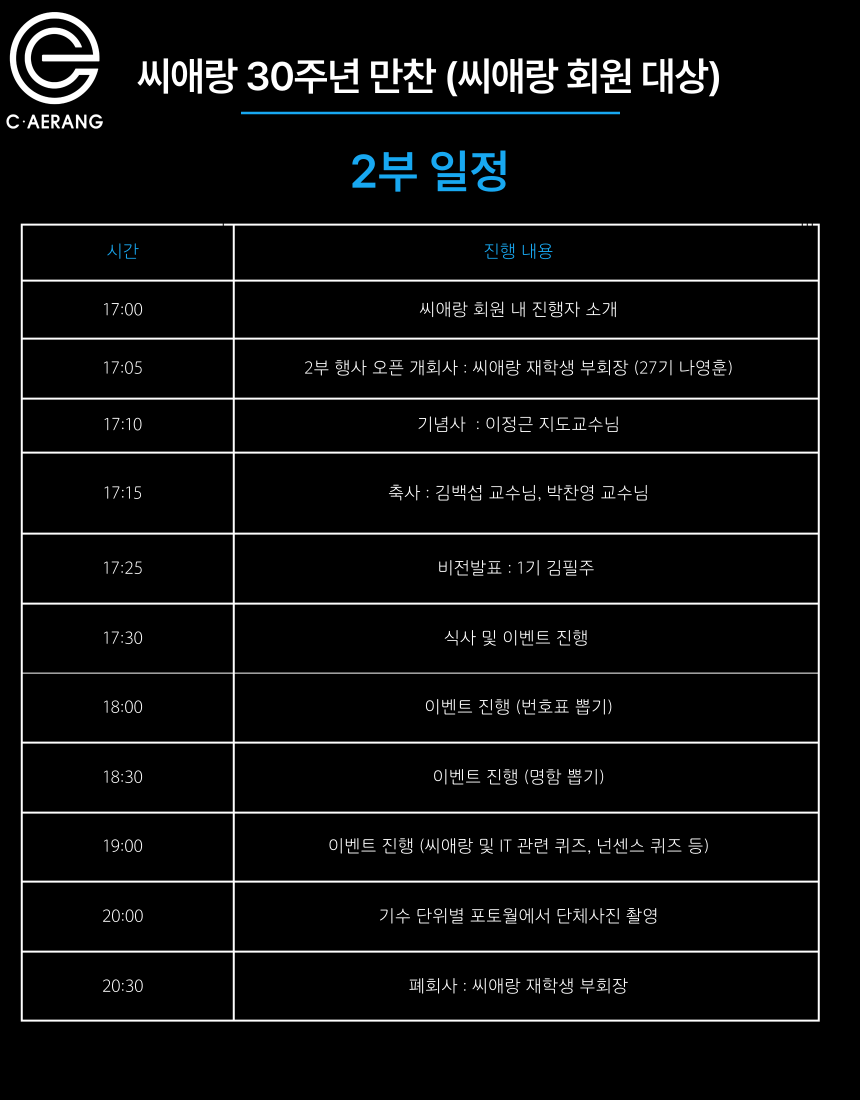 C·AERANG
씨애랑 30주년 만찬 (씨애랑 회원 대상)
2부 일정
시간 진행 내용
17:00 씨애랑 회원 내 진행자 소개
17:05 2부 행사 오픈 개회사 : 씨애랑 재학생 부회장 (27기 나영훈)
17:10 기념사 : 이정근 지도교수님
17:15 축사 : 김백섭 교수님, 박찬영 교수님
17:25 비전발표 : 1기 김필주
17:30 식사 및 이벤트 진행
18:00 이벤트 진행 (번호표 뽑기)
18:30 이벤트 진행 (명함 뽑기)
19:00 이벤트 진행 (씨애랑 및 IT 관련 퀴즈, 넌센스 퀴즈 등)
20:00 기수 단위별 포토월에서 단체사진 촬영
20:30 폐회사 : 씨애랑 재학생 부회장